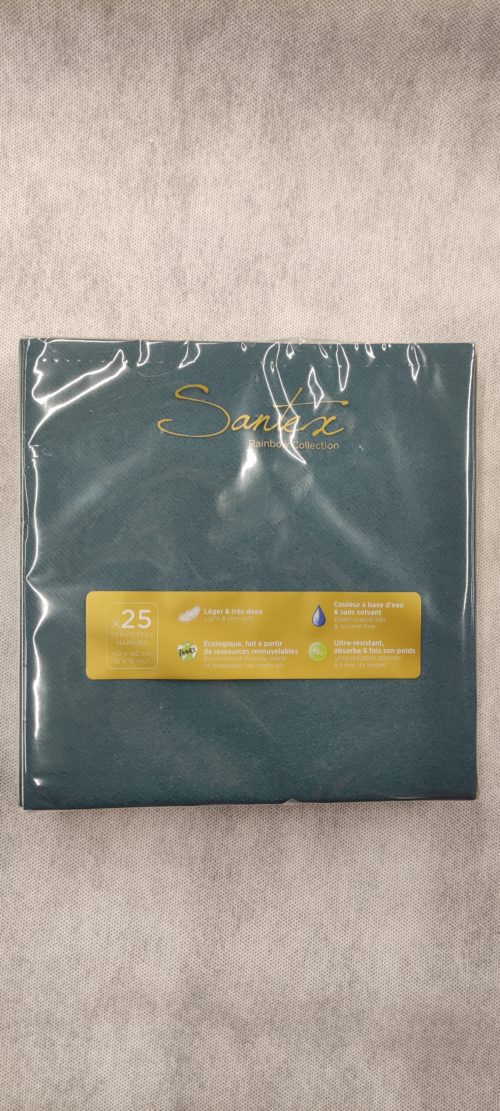 Santex
Rainbow Collection
x25
SERVIETTES
NAPKINS
40 x 40 cm
16 x 16 inch
Léger & très doux
Light & very soft
Écologique, fait à partir
de ressources renouvelables
Environment-friendly, made
of renewable raw materials
Couleur à base d'eau
& sans solvant
Water-based inks
& solvent-free
Ultra-résistant,
absorbe 6 fois son poids
Ultra-resistant absorbs
6 times its weight